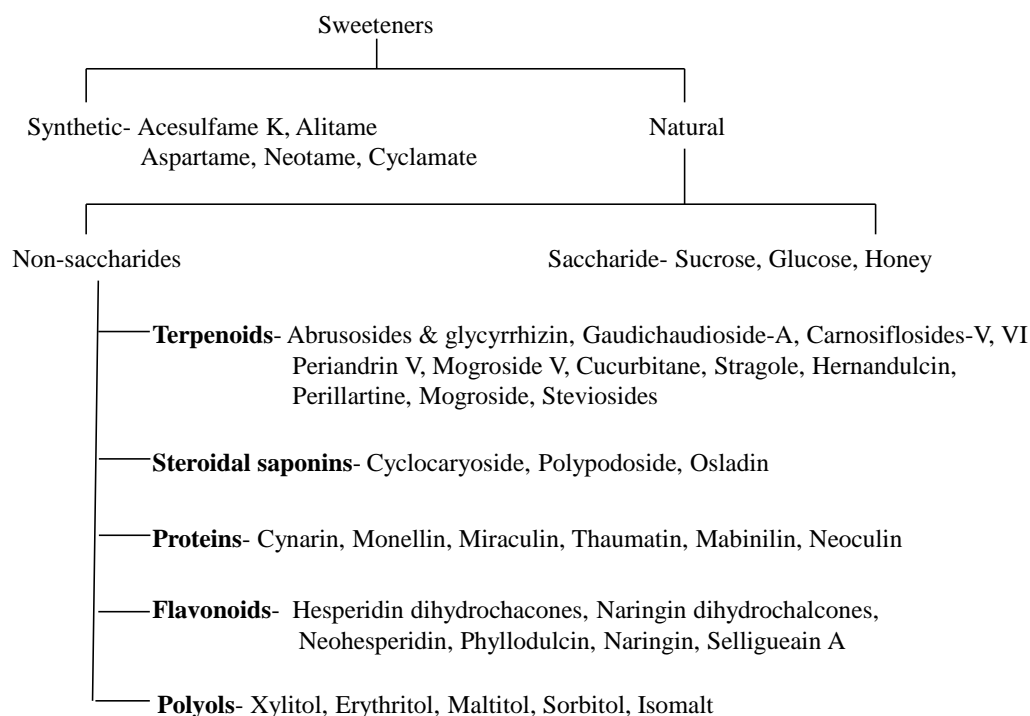 Sweeteners
Synthetic- Acesulfame K, Alitame
Aspartame, Neotame, Cyclamate
Natural
Non-saccharides
Saccharide- Sucrose, Glucose, Honey
Terpenoids- Abrusosides & glycyrrhizin, Gaudichaudioside-A, Carnosiflosides-V, VI
Periandrin V, Mogroside V, Cucurbitane, Stragole, Hernandulcin,
Perillartine, Mogroside, Steviosides
Steroidal saponins- Cyclocaryoside, Polypodoside, Osladin
Proteins- Cynarin, Monellin, Miraculin, Thaumatin, Mabinilin, Neoculin
Flavonoids- Hesperidin dihydrochacones, Naringin dihydrochalcones,
Neohesperidin, Phyllodulcin, Naringin, Selligueain A
Polyols- Xylitol, Erythritol, Maltitol, Sorbitol, Isomalt